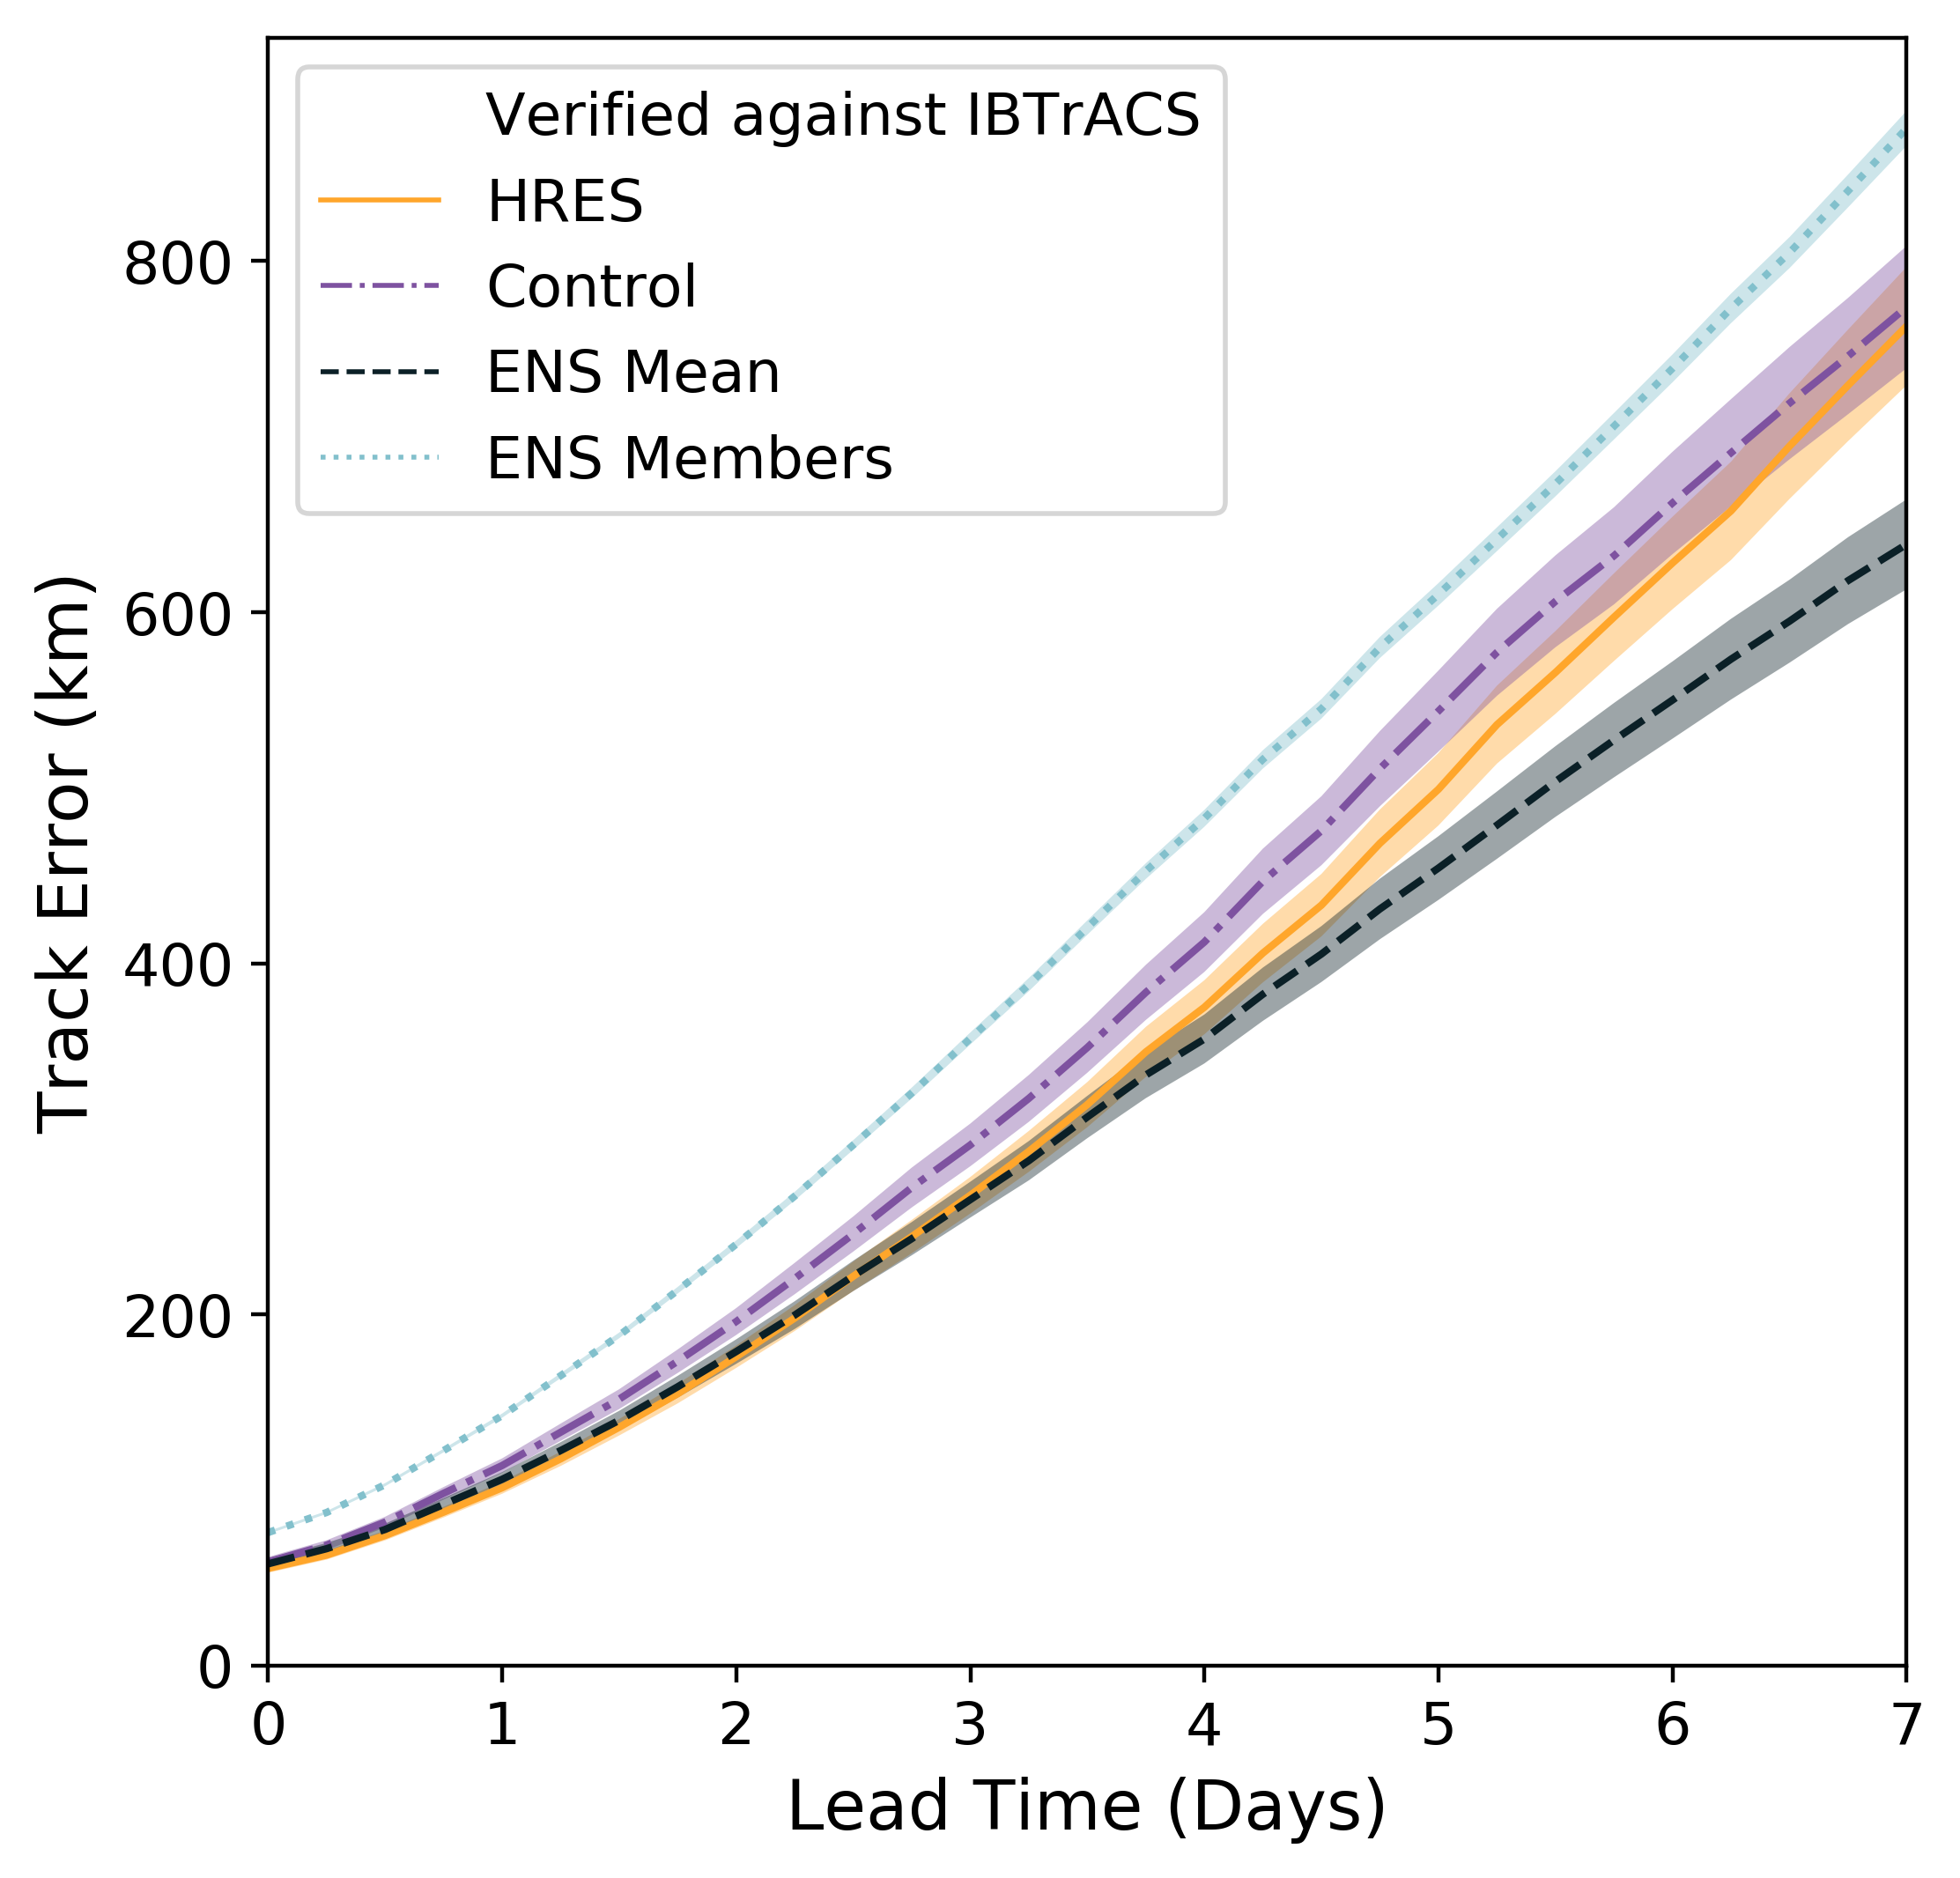 Verified against IBTrACS
HRES
Control
ENS Mean
ENS Members
Track Error (km)
800
600
400
200
0
0 1 2 3 4 5 6 7
Lead Time (Days)